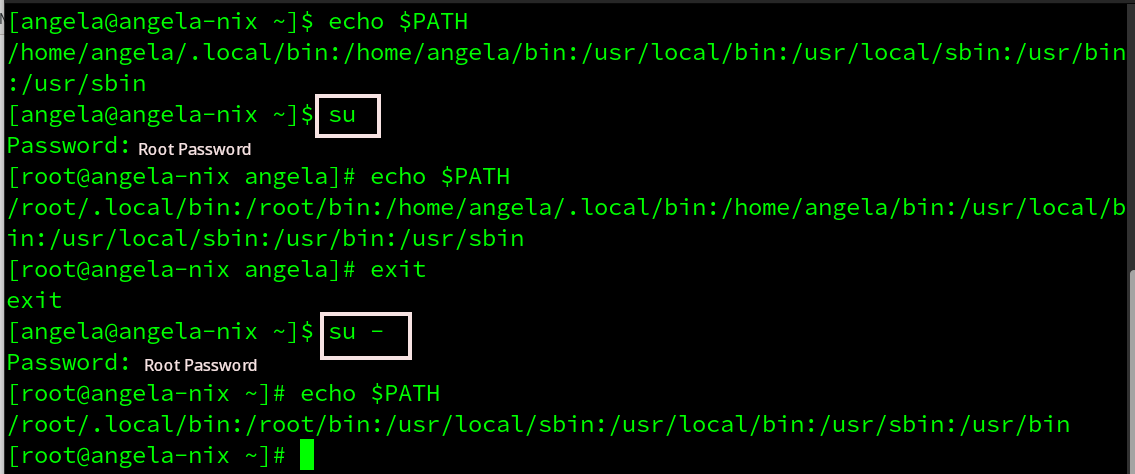 [angela@angela-nix ~]$ echo $PATH
/home/angela/.local/bin:/home/angela/bin:/usr/local/bin:/usr/local/sbin:/usr/bin
:/usr/sbin
[angela@angela-nix ~]$ su
Password: Root Password
[root@angela-nix angela]# echo $PATH
/root/.local/bin:/root/bin:/home/angela/.local/bin:/home/angela/bin:/usr/local/b
in:/usr/local/sbin:/usr/bin:/usr/sbin
[root@angela-nix angela]# exit
exit
[angela@angela-nix ~]$ su -
Password: Root Password
[root@angela-nix ~]# echo $PATH
/root/.local/bin:/root/bin:/usr/local/sbin:/usr/local/bin:/usr/sbin:/usr/bin
[root@angela-nix ~]#